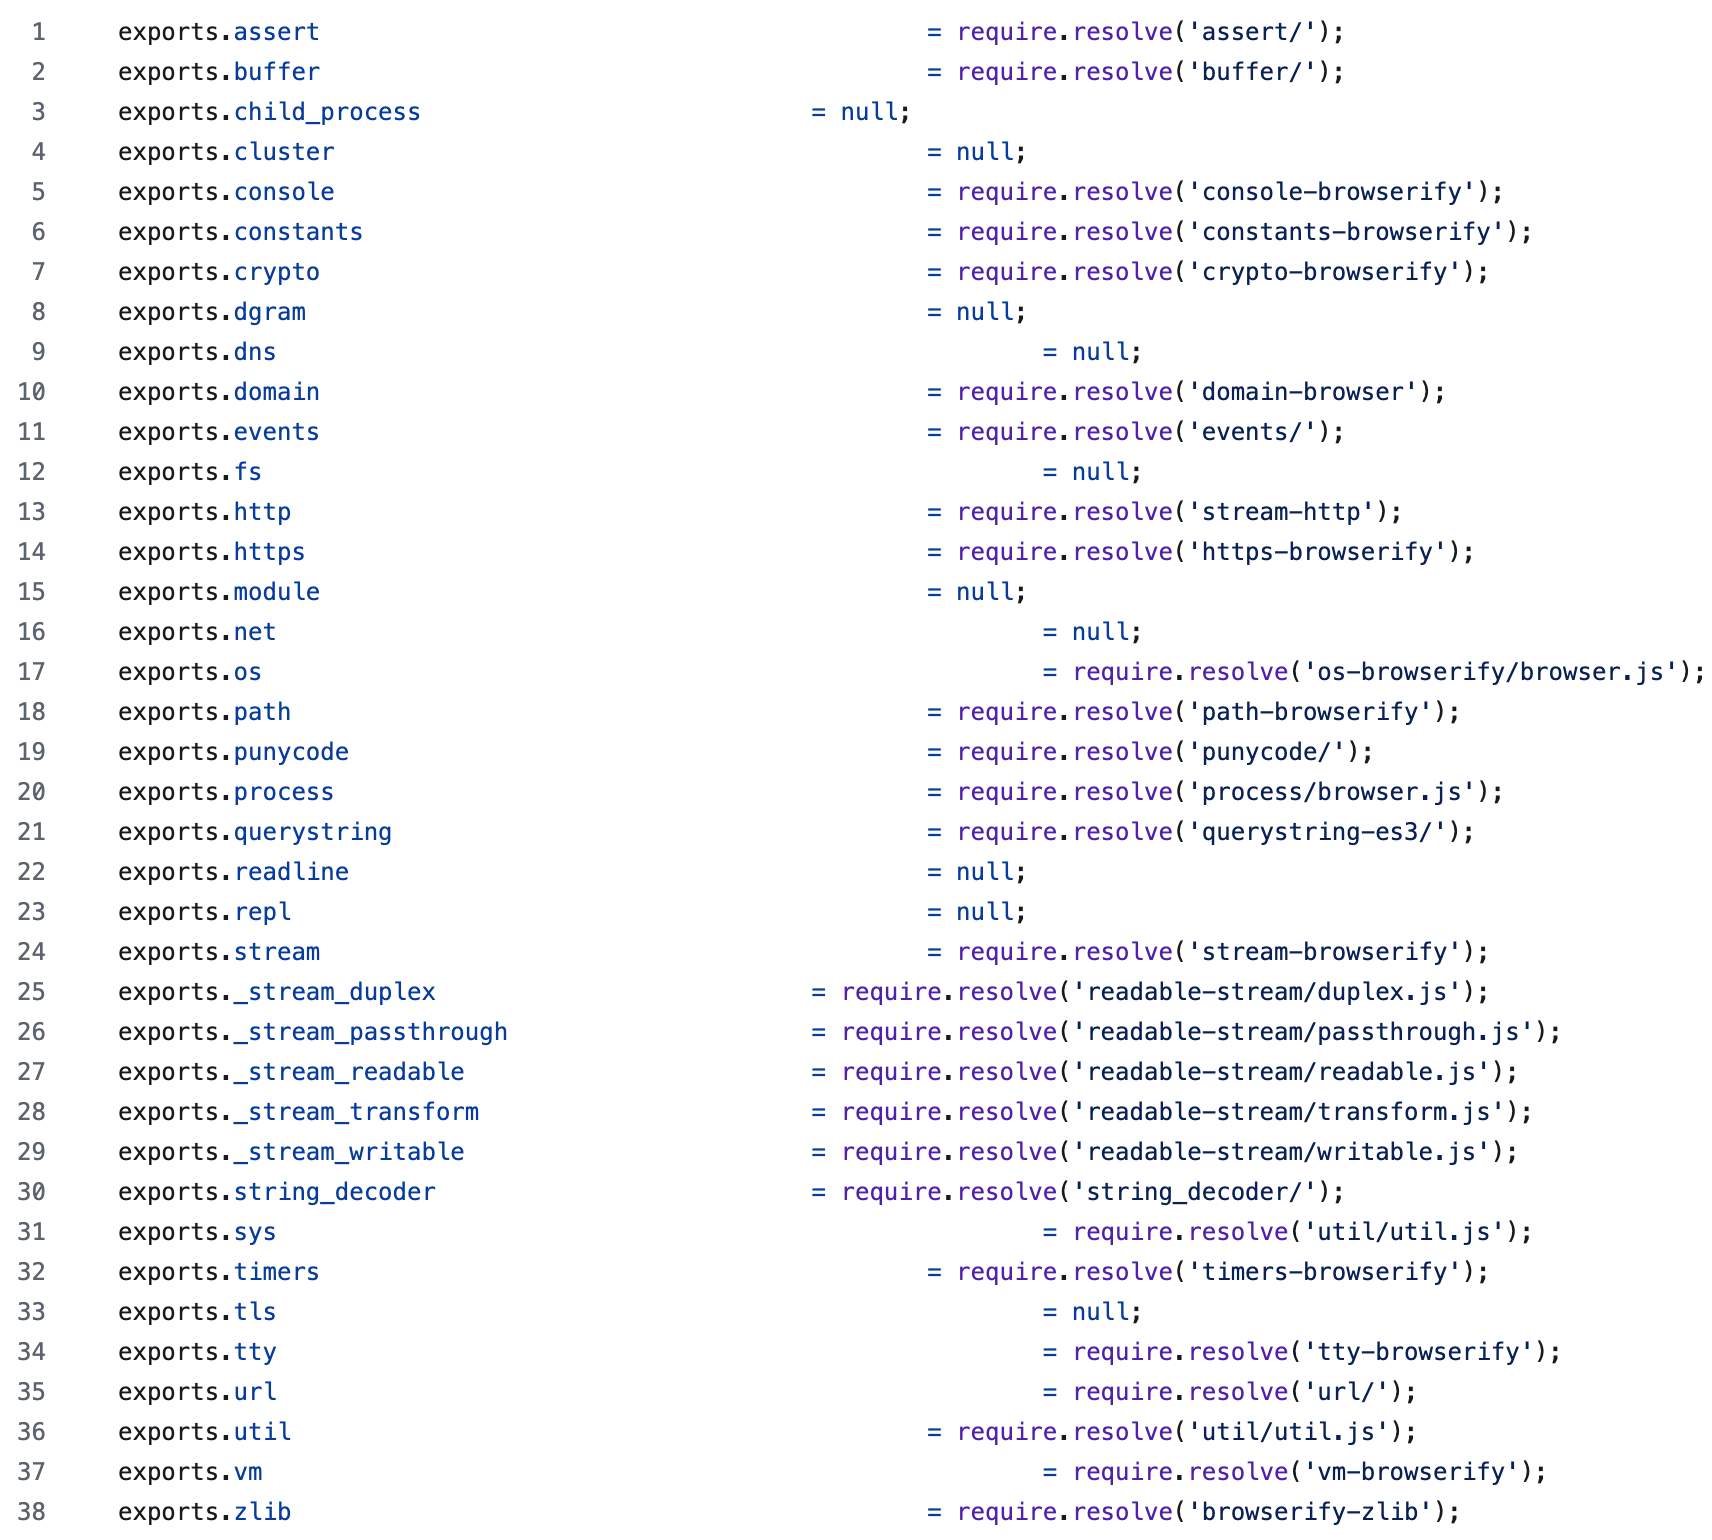 1 exports.assert = require.resolve('assert/');
2 exports.buffer = require.resolve('buffer/');
3 exports.child_process = null;
4 exports.cluster = null;
5 exports.console = require.resolve('console-browserify');
6 exports.constants = require.resolve('constants-browserify');
7 exports.crypto = require.resolve('crypto-browserify');
8 exports.dgram = null;
9 exports.dns = null;
10 exports.domain = require.resolve('domain-browser');
11 exports.events = require.resolve('events/');
12 exports.fs = null;
13 exports.http = require.resolve('stream-http');
14 exports.https = require.resolve('https-browserify');
15 exports.module = null;
16 exports.net = null;
17 exports.os = require.resolve('os-browserify/browser.js');
18 exports.path = require.resolve('path-browserify');
19 exports.punycode = require.resolve('punycode/');
20 exports.process = require.resolve('process/browser.js');
21 exports.querystring = require.resolve('querystring-es3/');
22 exports.readline = null;
23 exports.repl = null;
24 exports.stream = require.resolve('stream-browserify');
25 exports._stream_duplex = require.resolve('readable-stream/duplex.js');
26 exports._stream_passthrough = require.resolve('readable-stream/passthrough.js');
27 exports._stream_readable = require.resolve('readable-stream/readable.js');
28 exports._stream_transform = require.resolve('readable-stream/transform.js');
29 exports._stream_writable = require.resolve('readable-stream/writable.js');
30 exports.string_decoder = require.resolve('string_decoder/');
31 exports.sys = require.resolve('util/util.js');
32 exports.timers = require.resolve('timers-browserify');
33 exports.tls = null;
34 exports.tty = require.resolve('tty-browserify');
35 exports.url = require.resolve('url/');
36 exports.util = require.resolve('util/util.js');
37 exports.vm = require.resolve('vm-browserify');
38 exports.zlib = require.resolve('browserify-zlib');